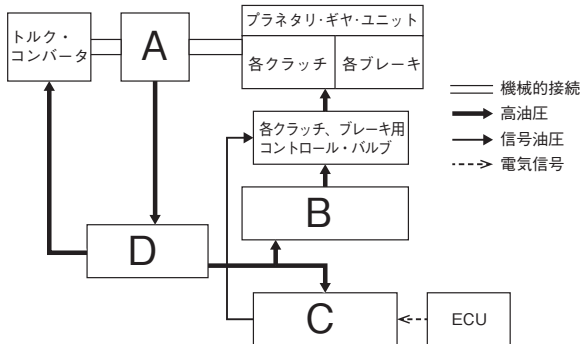 トルク・
コンバータ
A
プラネタリ・ギヤ・ユニット
各クラッチ
各ブレーキ
機械的接続
高油圧
信号油圧
電気信号
各クラッチ、ブレーキ用
コントロール・バルブ
B
D
C
ECU